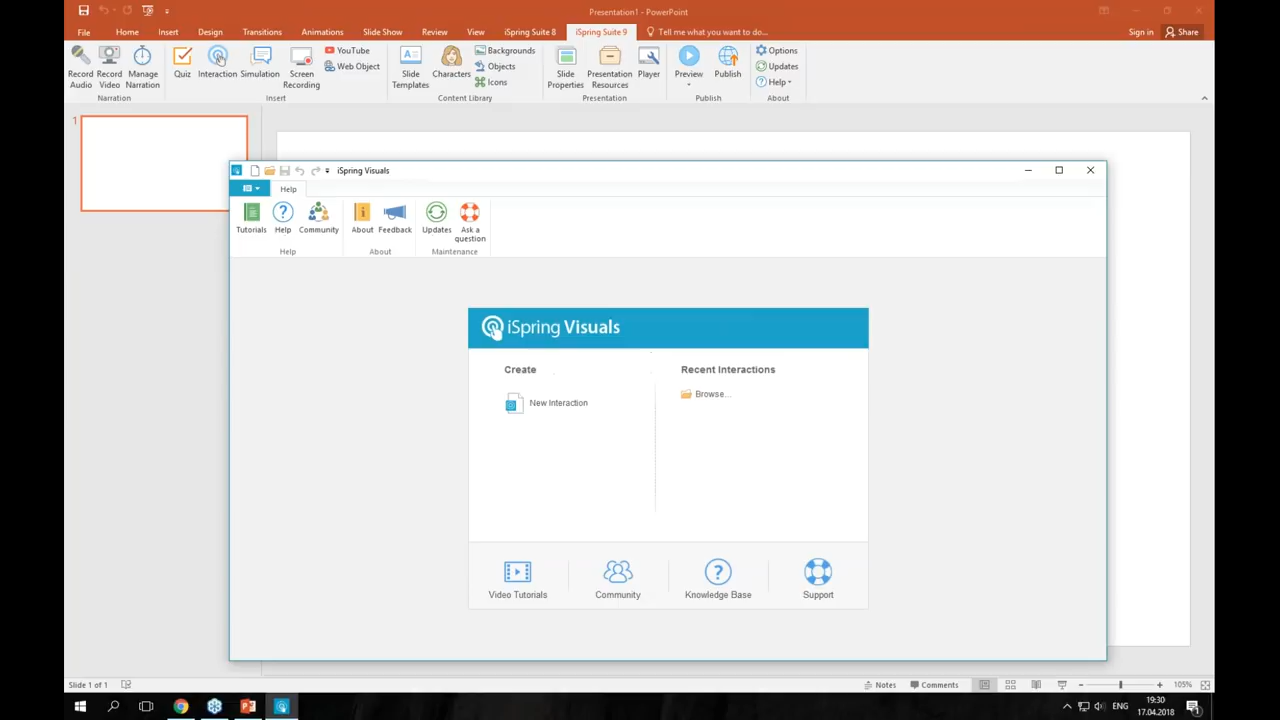 Presentation1 - PowerPoint
File Home Insert Design Transitions Animations Slide Show Review View iSpring Suite 8 iSpring Suite 9 Tell me what you want to do... Sign in Share
Record Audio
Record Video
Manage Narration
Narration
Quiz
Interaction
Simulation
Screen Recording
YouTube
Web Object
Insert
Slide Templates
Characters
Backgrounds
Objects
Icons
Content Library
Slide Properties
Presentation Resources
Player
Presentation
Preview
Publish
Publish
Options
Updates
Help
About
1
iSpring Visuals
Help
Tutorials
Help
Community
Help
About
Feedback
About
Updates
Ask a question
Maintenance
iSpring Visuals
Create
New Interaction
Recent Interactions
Browse...
Video Tutorials
Community
Knowledge Base
Support
Slide 1 of 1
Notes
Comments
105%
ENG
19:30
17.04.2018
1